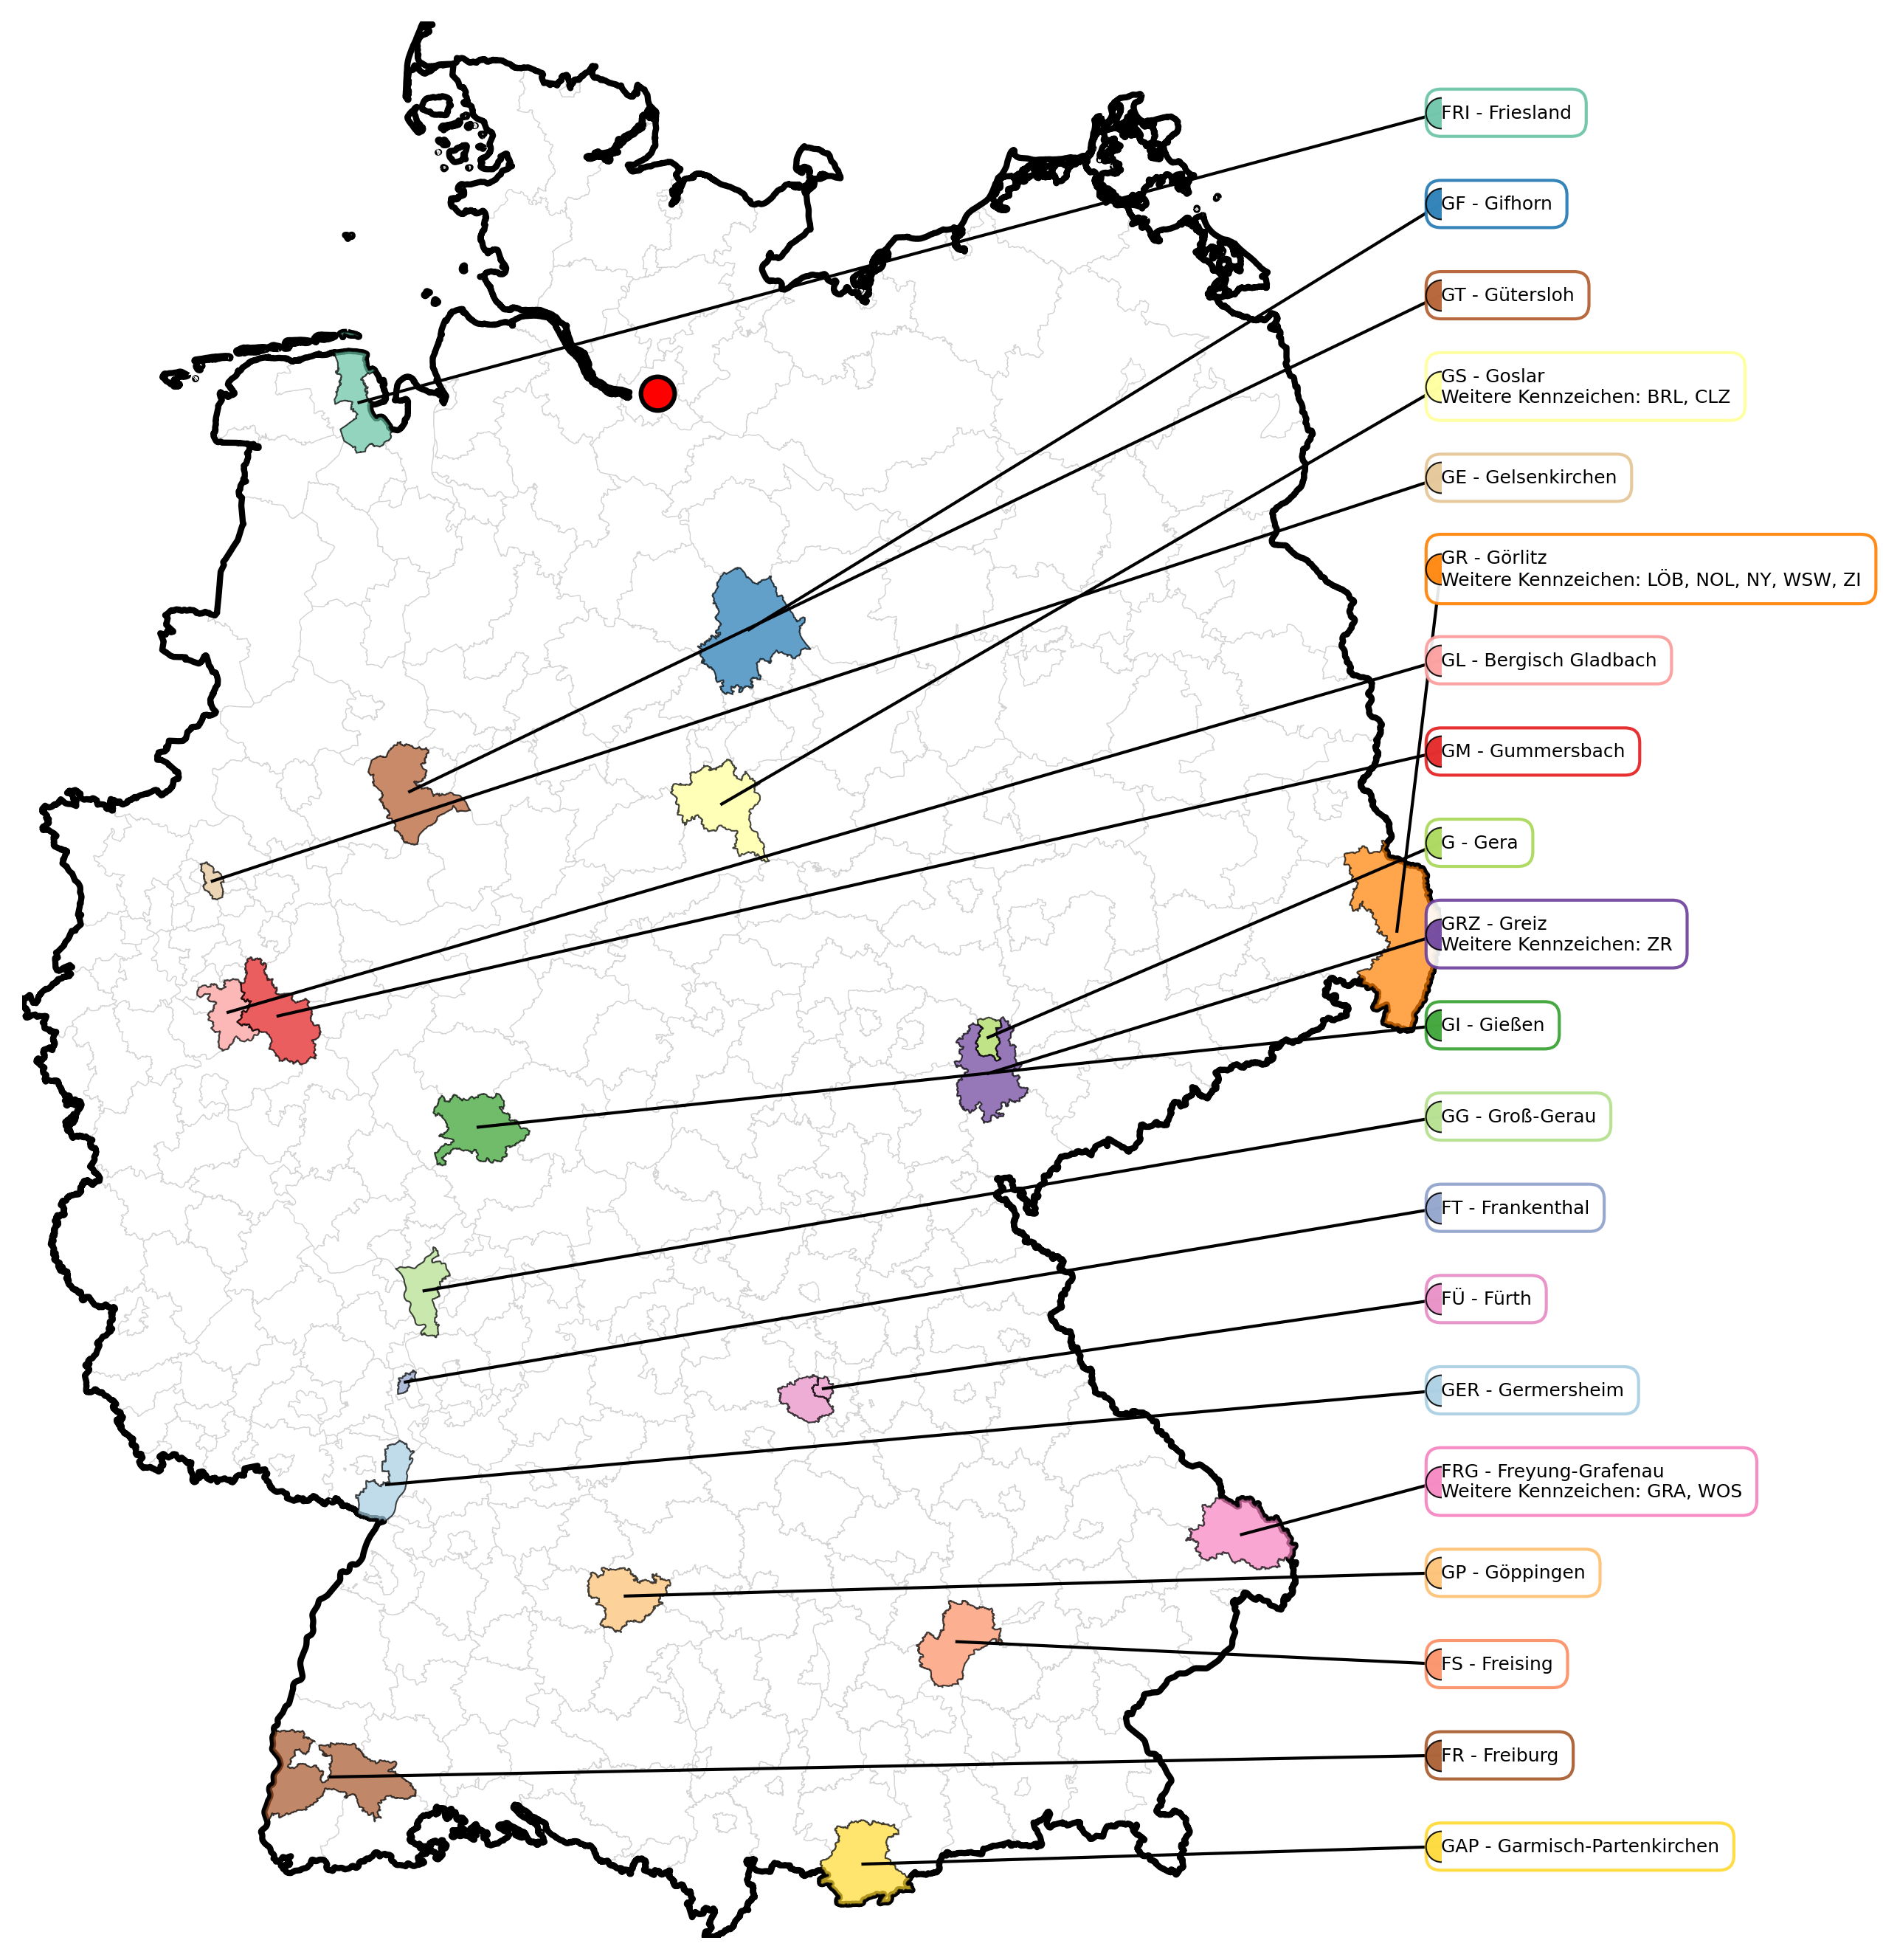 FRI - Friesland
GF - Gifhorn
GT - Gütersloh
GS - Goslar
Weitere Kennzeichen: BRL, CLZ
GE - Gelsenkirchen
GR - Görlitz
Weitere Kennzeichen: LÖB, NOL, NY, WSW, ZI
GL - Bergisch Gladbach
GM - Gummersbach
G - Gera
GRZ - Greiz
Weitere Kennzeichen: ZR
GI - Gießen
GG - Groß-Gerau
FT - Frankenthal
FÜ - Fürth
GER - Germersheim
FRG - Freyung-Grafenau
Weitere Kennzeichen: GRA, WOS
GP - Göppingen
FS - Freising
FR - Freiburg
GAP - Garmisch-Partenkirchen